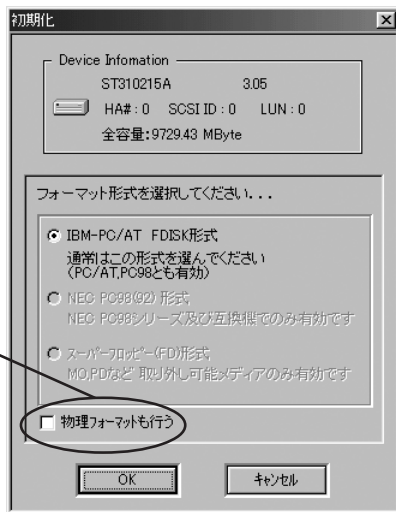 初期化
Device Infomation
ST310215A 3.05
HA#:0 SCSI ID:0 LUN:0
全容量:9729.43 MByte
フォーマット形式を選択してください...
IBM-PC/AT FDISK形式
通常はこの形式を選んでください
(PC/AT,PC98とも有効)
NEC PC98(92) 形式
NEC PC98シリーズ及び互換機でのみ有効です
スーパーフロッピー(FD)形式
MO,PDなど 取り外し可能メディアのみ有効です
物理フォーマットも行う
OK キャンセル